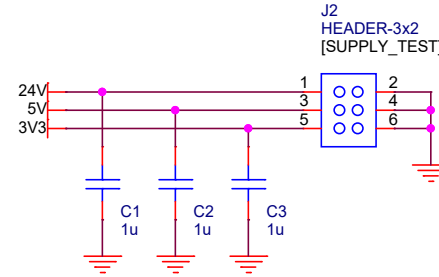 J2
HEADER-3x2
[SUPPLY_TEST]
24V 1 2
5V 3 4
3V3 5 6
C1 C2 C3
1u 1u 1u